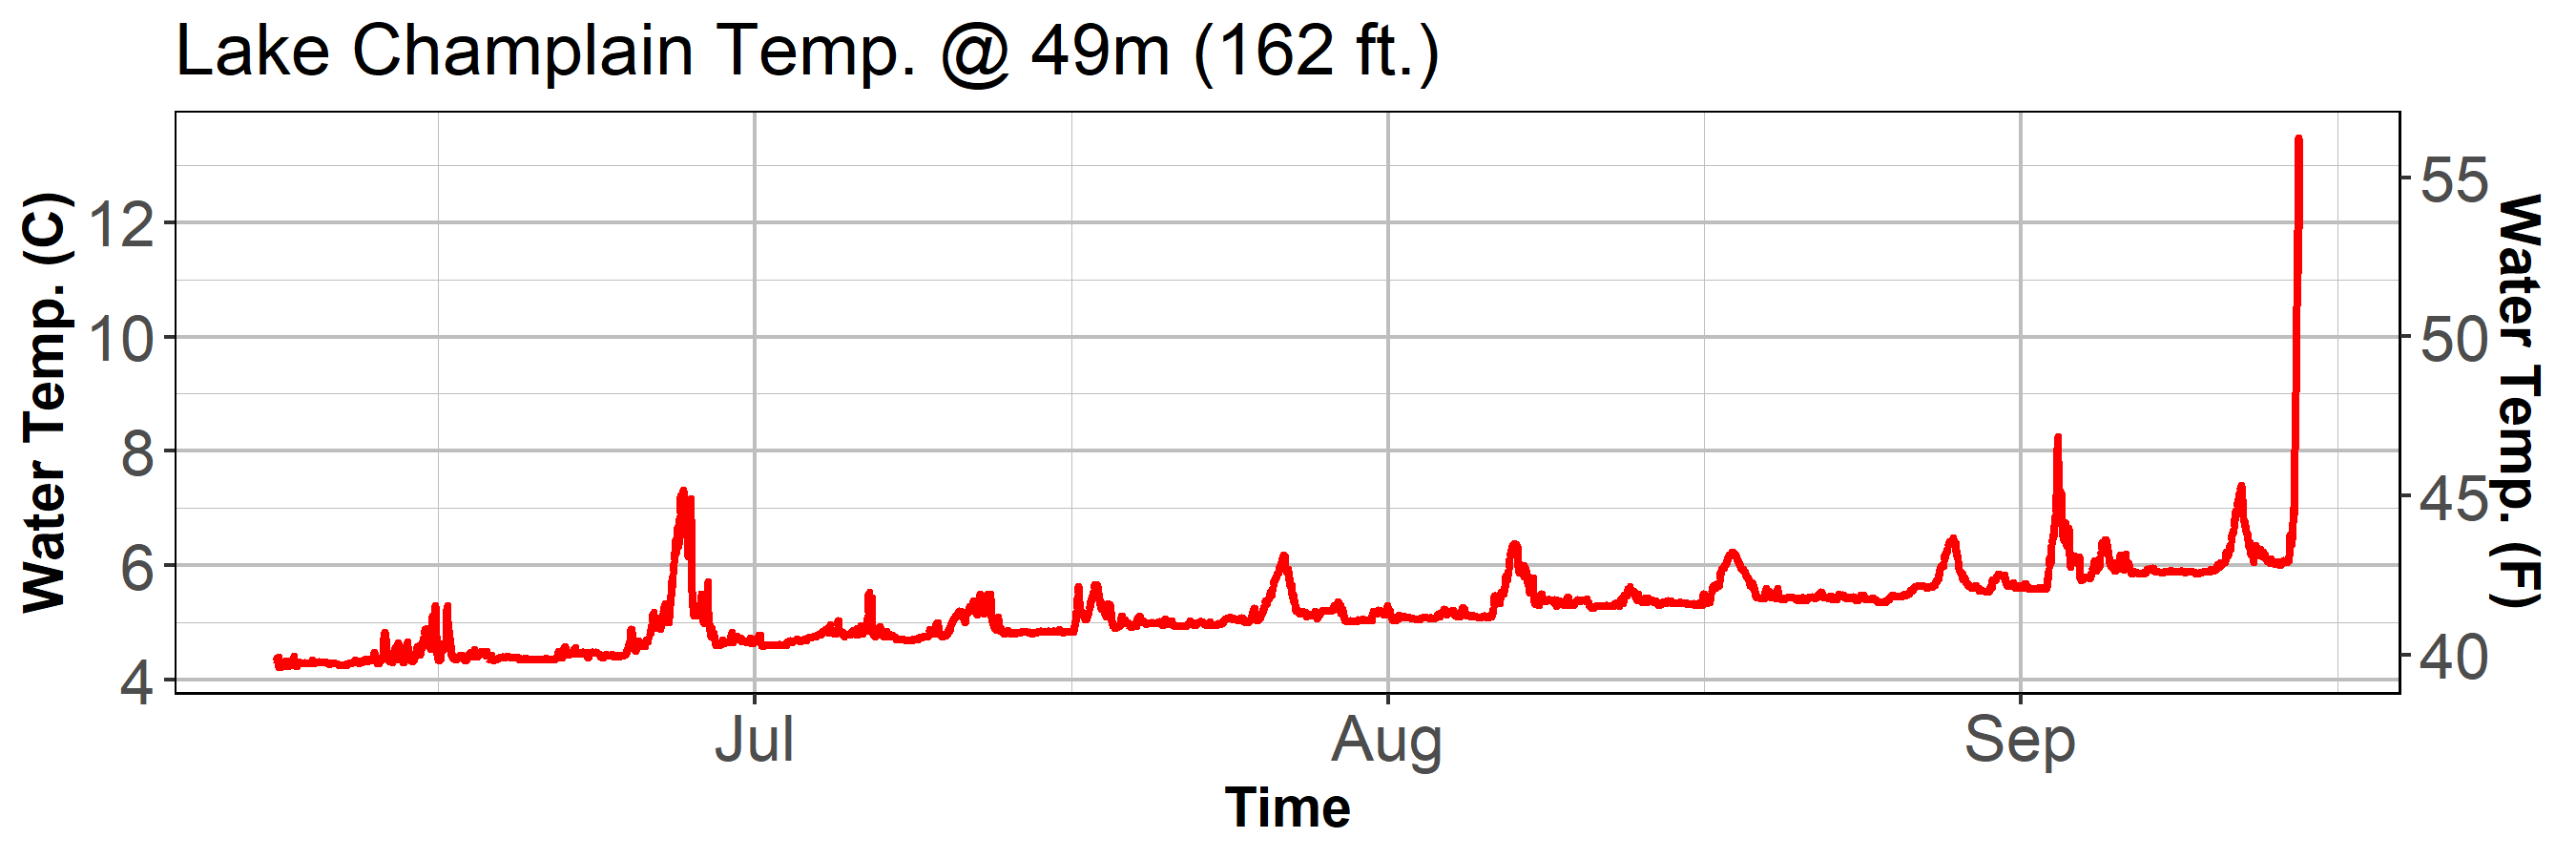 Lake Champlain Temp. @ 49m (162 ft.)
Water Temp. (C)
12
10
8
6
4
55
50
45
40
Water Temp. (F)
Jul
Aug
Sep
Time